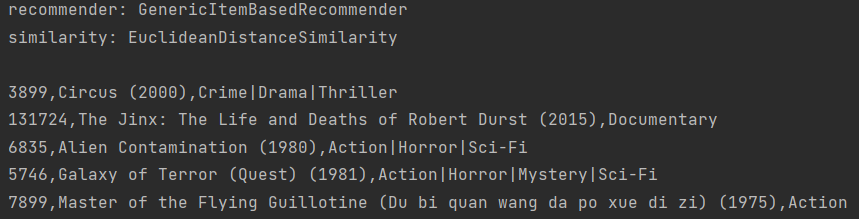 recommender: GenericItemBasedRecommender
similarity: EuclideanDistanceSimilarity
3899,Circus (2000),Crime|Drama|Thriller
131724,The Jinx: The Life and Deaths of Robert Durst (2015),Documentary
6835,Alien Contamination (1980),Action|Horror|Sci-Fi
5746,Galaxy of Terror (Quest) (1981),Action|Horror|Mystery|Sci-Fi
7899,Master of the Flying Guillotine (Du bi quan wang da po xue di zi) (1975),Action